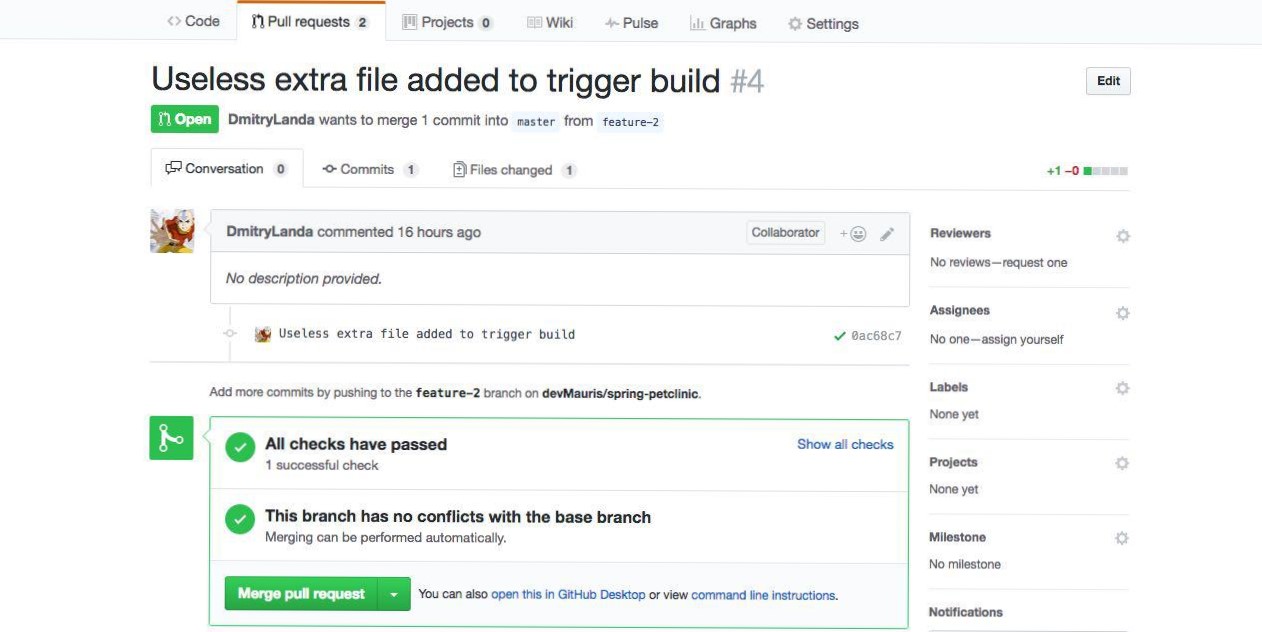 Code Pull requests 2 Projects 0 Wiki Pulse Graphs Settings
Useless extra file added to trigger build #4
Edit
Open DmitryLanda wants to merge 1 commit into master from feature-2
Conversation 0 Commits 1 Files changed 1
+1 −0
DmitryLanda commented 16 hours ago
Collaborator
+
No description provided.
Useless extra file added to trigger build
0ac68c7
Add more commits by pushing to the feature-2 branch on devMauris/spring-petclinic.
All checks have passed
Show all checks
1 successful check
This branch has no conflicts with the base branch
Merging can be performed automatically.
Merge pull request
You can also open this in GitHub Desktop or view command line instructions.
Reviewers
No reviews—request one
Assignees
No one—assign yourself
Labels
None yet
Projects
None yet
Milestone
No milestone
Notifications